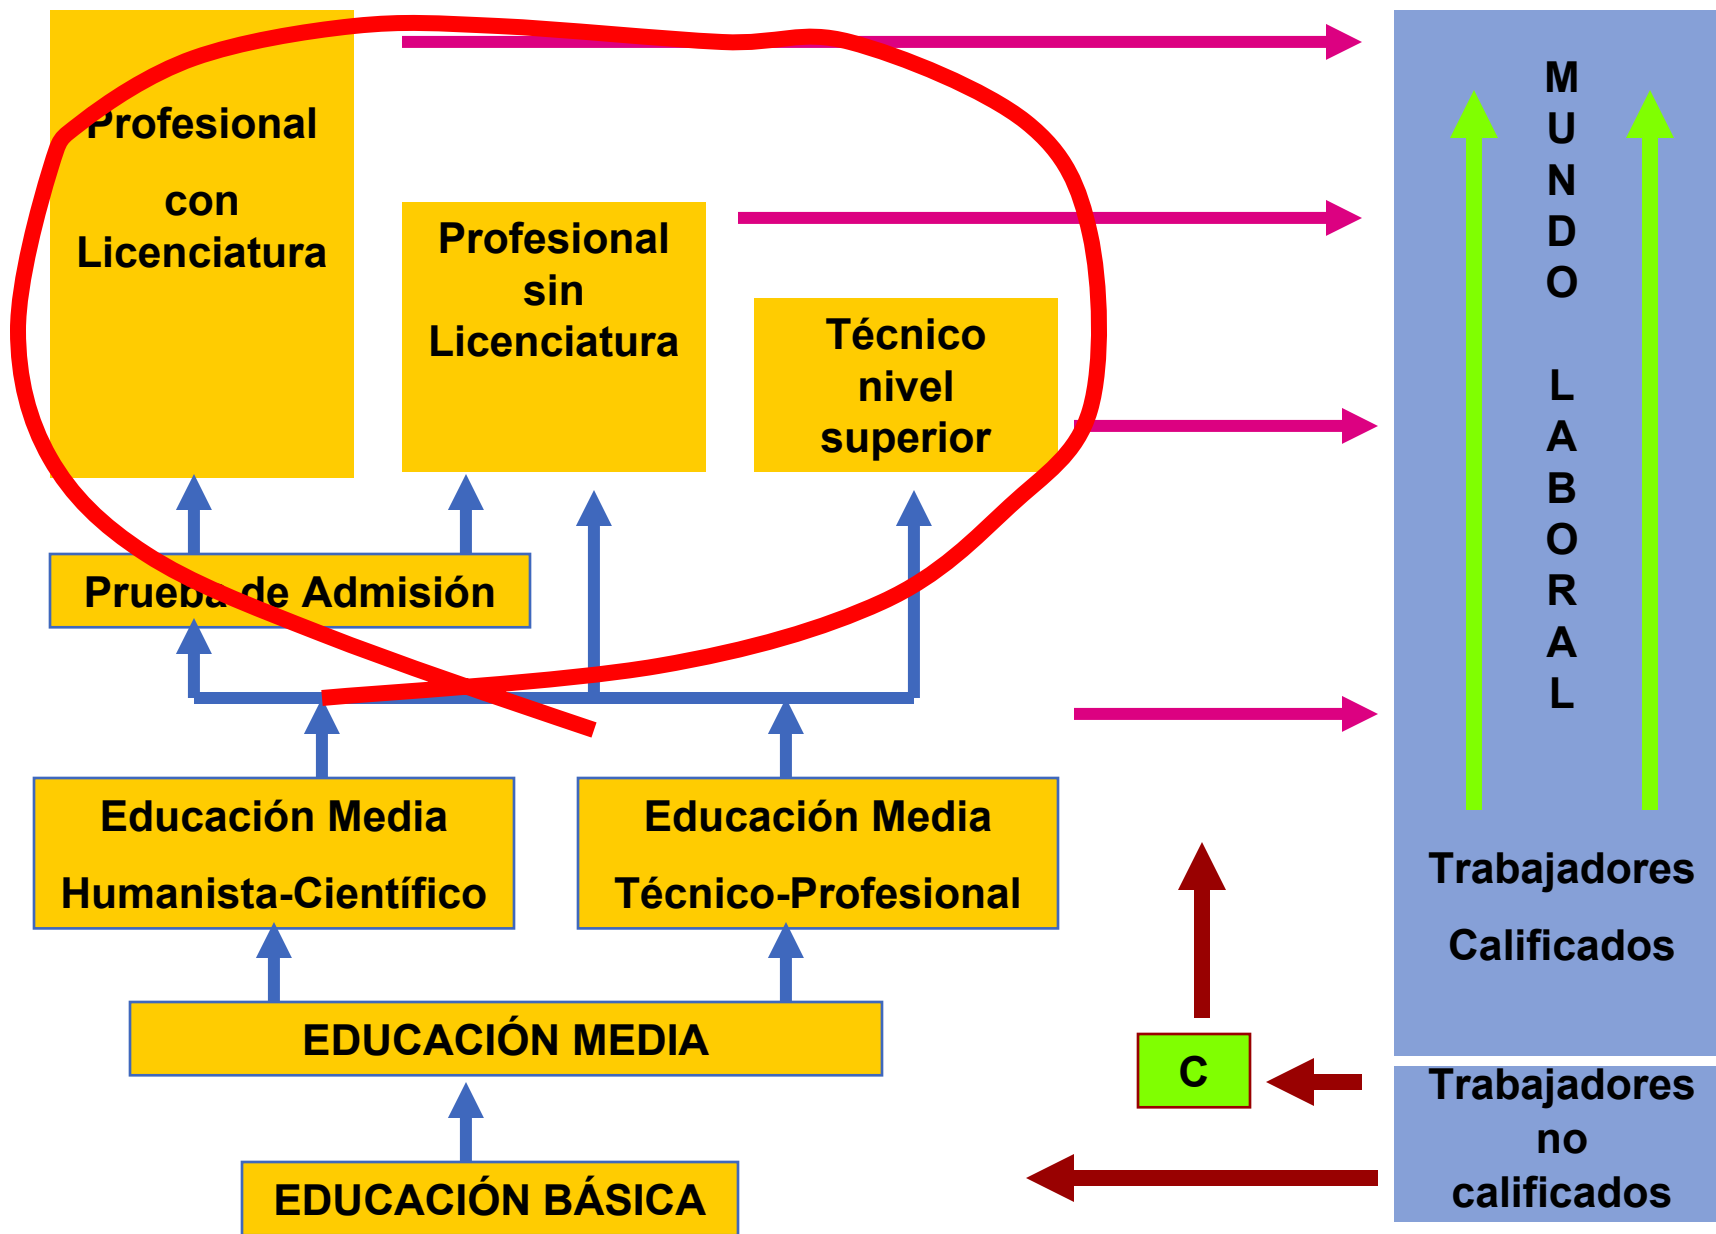 Profesional
con
Licenciatura
Profesional
sin
Licenciatura
Técnico
nivel
superior
Prueba de Admisión
Educación Media
Humanista-Científico
Educación Media
Técnico-Profesional
EDUCACIÓN MEDIA
EDUCACIÓN BÁSICA
C
M
U
N
D
O
L
A
B
O
R
A
L
Trabajadores
Calificados
Trabajadores
no
calificados